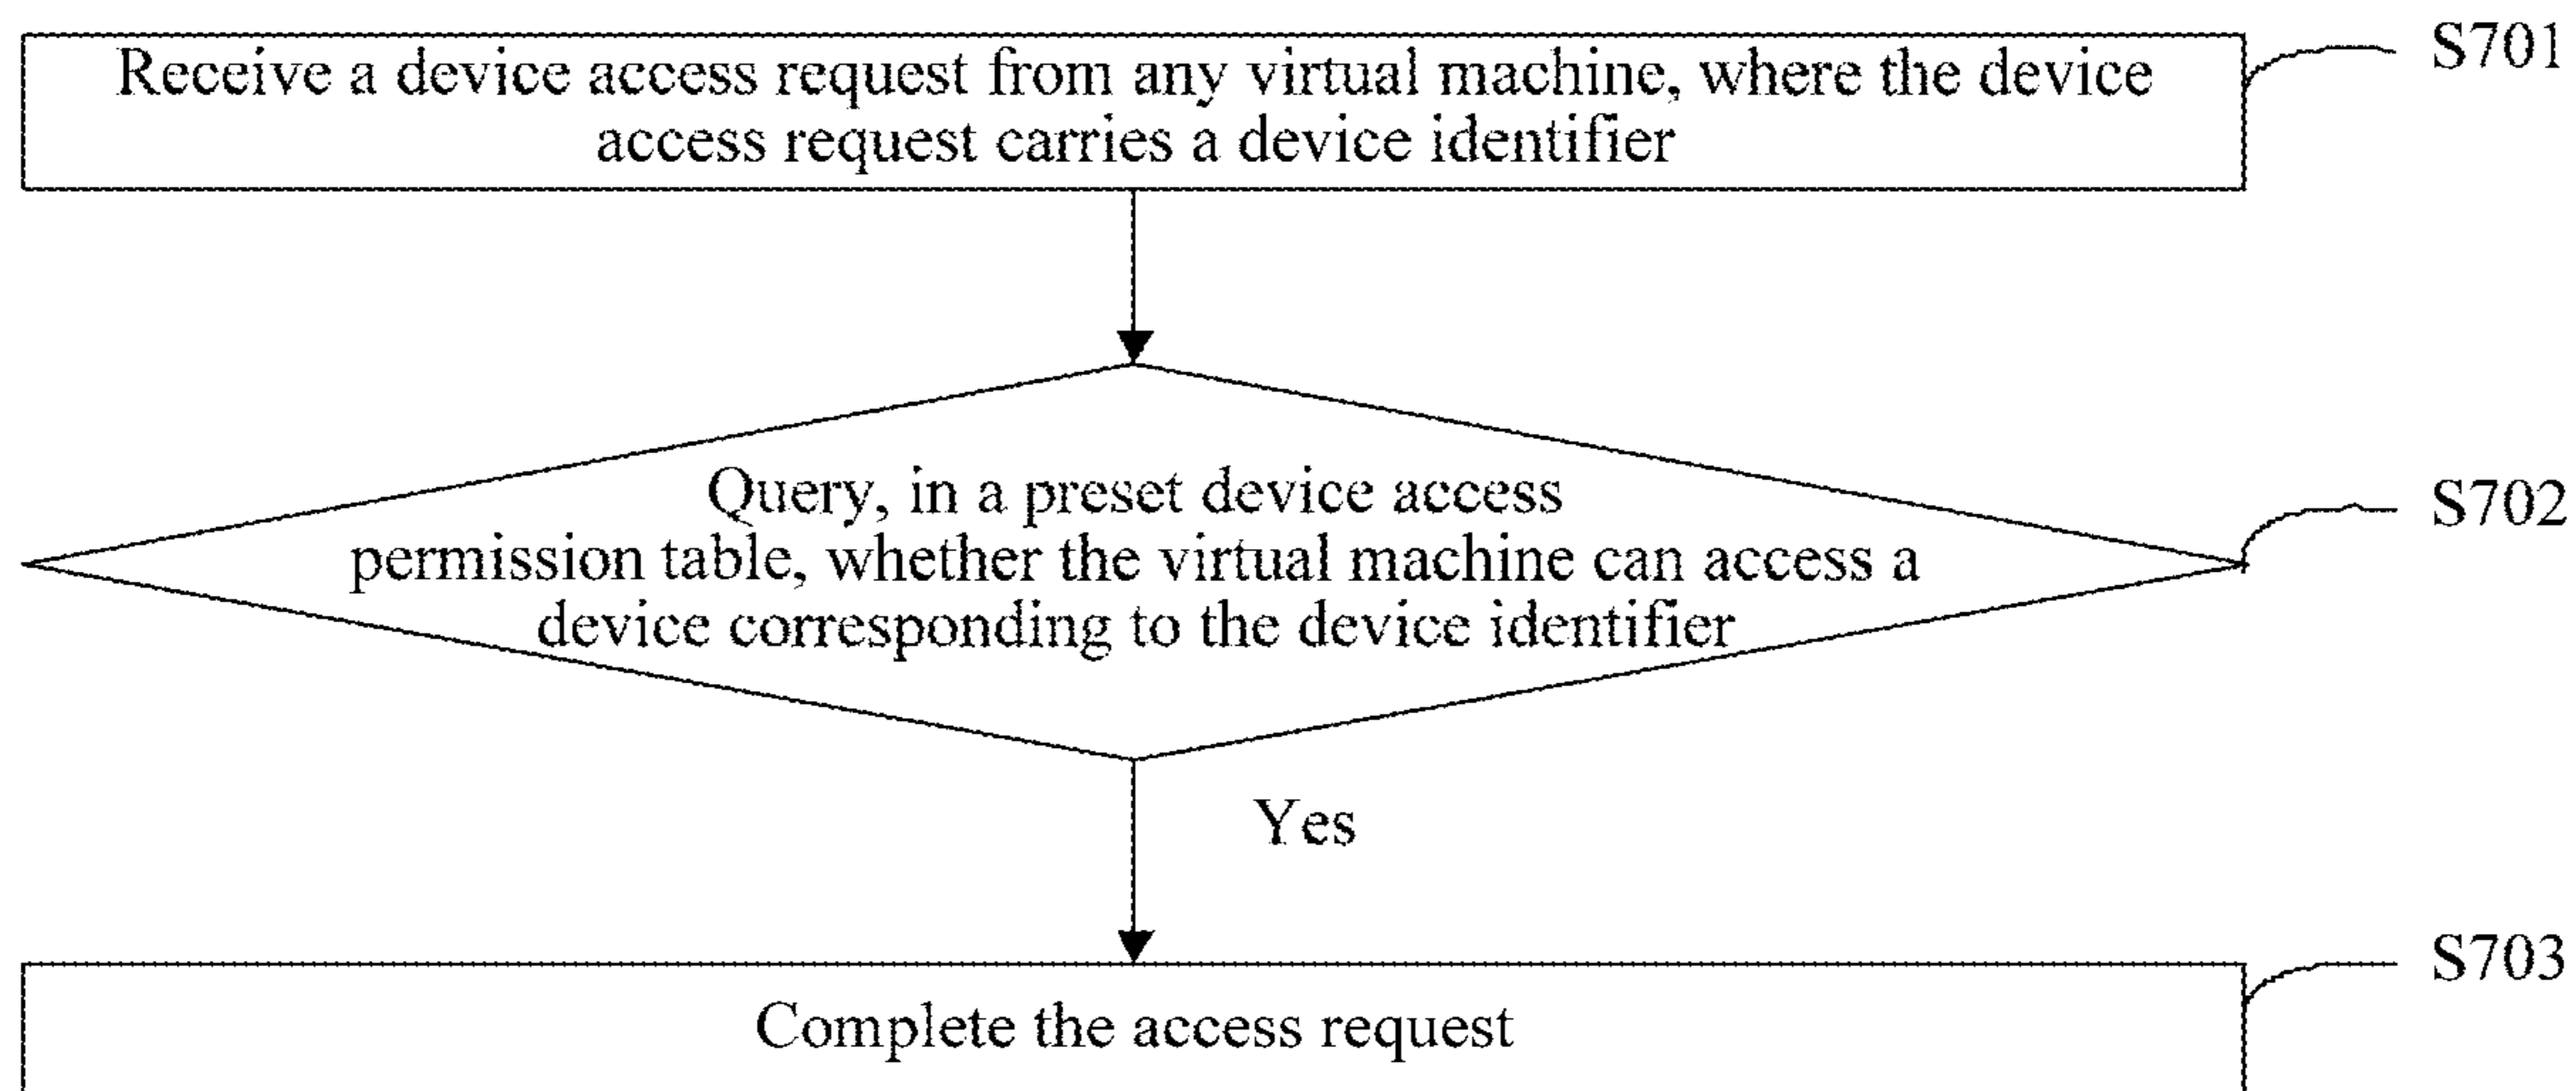 Receive a device access request from any virtual machine, where the device
access request carries a device identifier
S701
Query, in a preset device access
permission table, whether the virtual machine can access a
device corresponding to the device identifier
S702
Yes
Complete the access request
S703